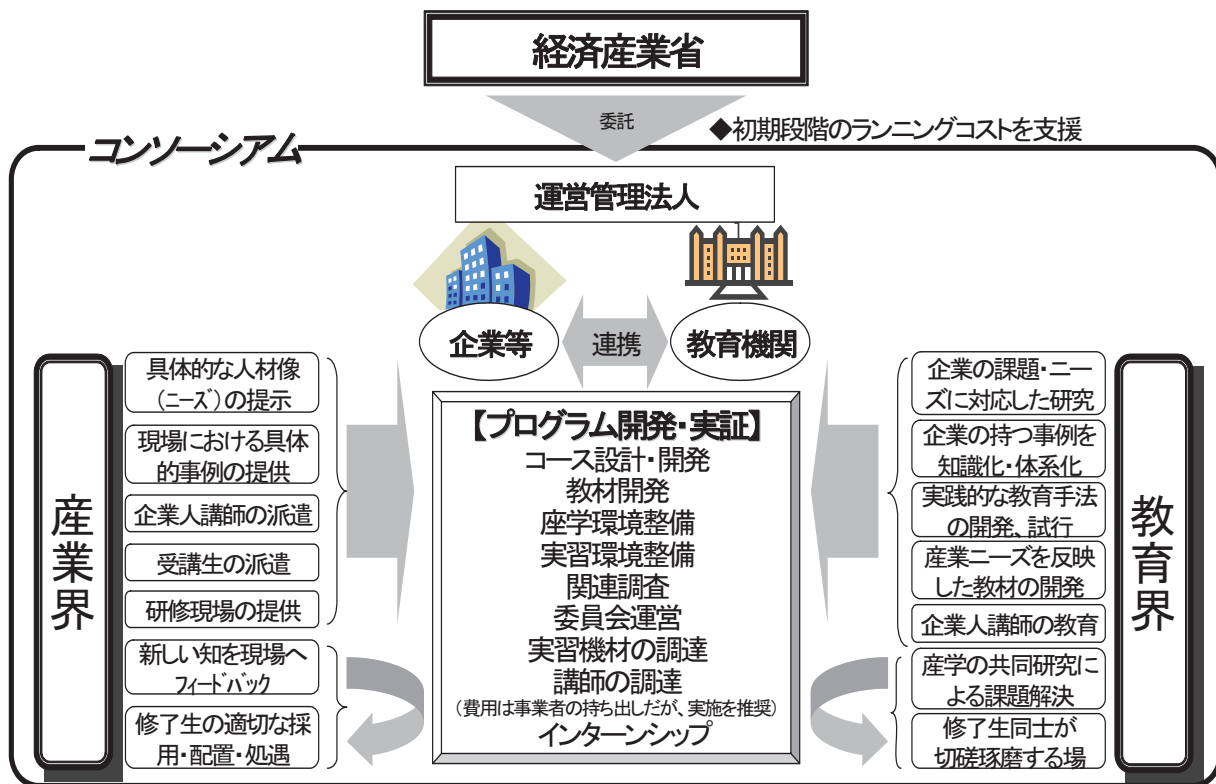 経済産業省
委託
◆初期段階のランニングコストを支援
コンソーシアム
運営管理法人
企業等
連携
教育機関
産業界
具体的な人材像
（ニーズ）の提示
現場における具体
的事例の提供
企業人講師の派遣
受講生の派遣
研修現場の提供
新しい知を現場へ
フィードバック
修了生の適切な採
用・配置・処遇
【プログラム開発・実証】
コース設計・開発
教材開発
座学環境整備
実習環境整備
関連調査
委員会運営
実習機材の調達
講師の調達
（費用は事業者の持ち出しだが、実施を推奨）
インターンシップ
企業の課題・ニー
ズに対応した研究
企業の持つ事例を
知識化・体系化
実践的な教育手法
の開発、試行
産業ニーズを反映
した教材の開発
企業人講師の教育
産学の共同研究に
よる課題解決
修了生同士が
切磋琢磨する場
教育界